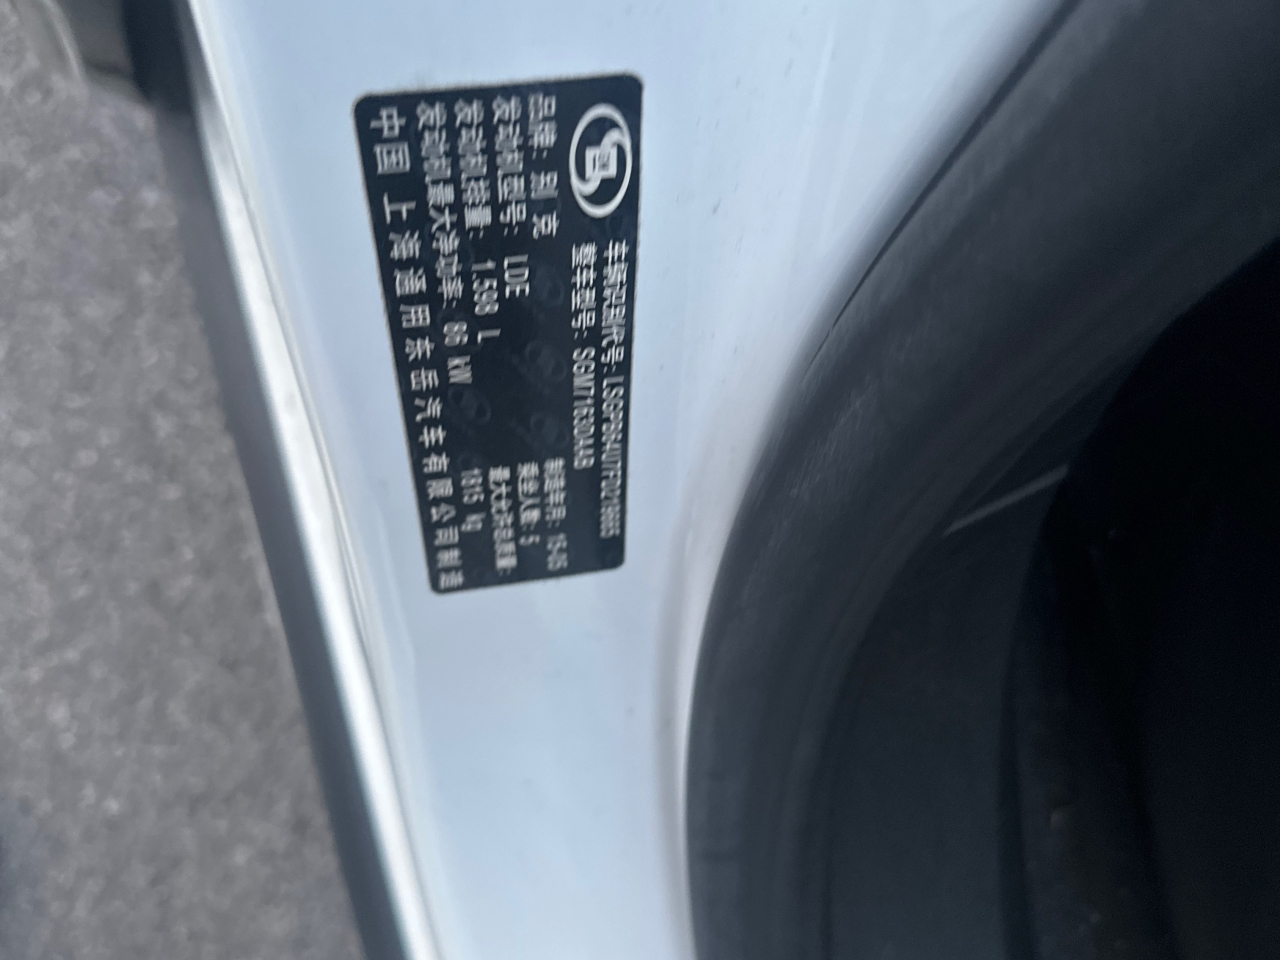 车辆识别代号:
整车型号: SGM7163DAAB
品牌: 别克
制造年月: 15-05
发动机型号: LDE
乘坐人数: 5
发动机排量: 1.598 L
最大允许总质量:
发动机最大净功率: 86 kW
1815 kg
中国 上海通用东岳汽车有限公司制造